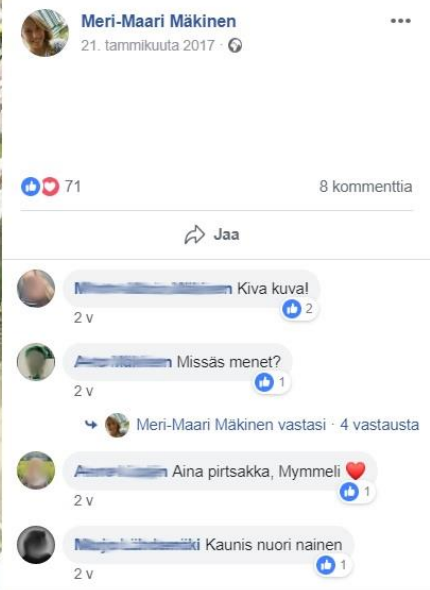 Meri-Maari Mäkinen
21. tammikuuta 2017 ·
71
8 kommenttia
Jaa
Kiva kuva!
2
2 v
Missäs menet?
1
2 v
Meri-Maari Mäkinen vastasi · 4 vastausta
Aina pirtsakka, Mymmeli
1
2 v
Kaunis nuori nainen
1
2 v